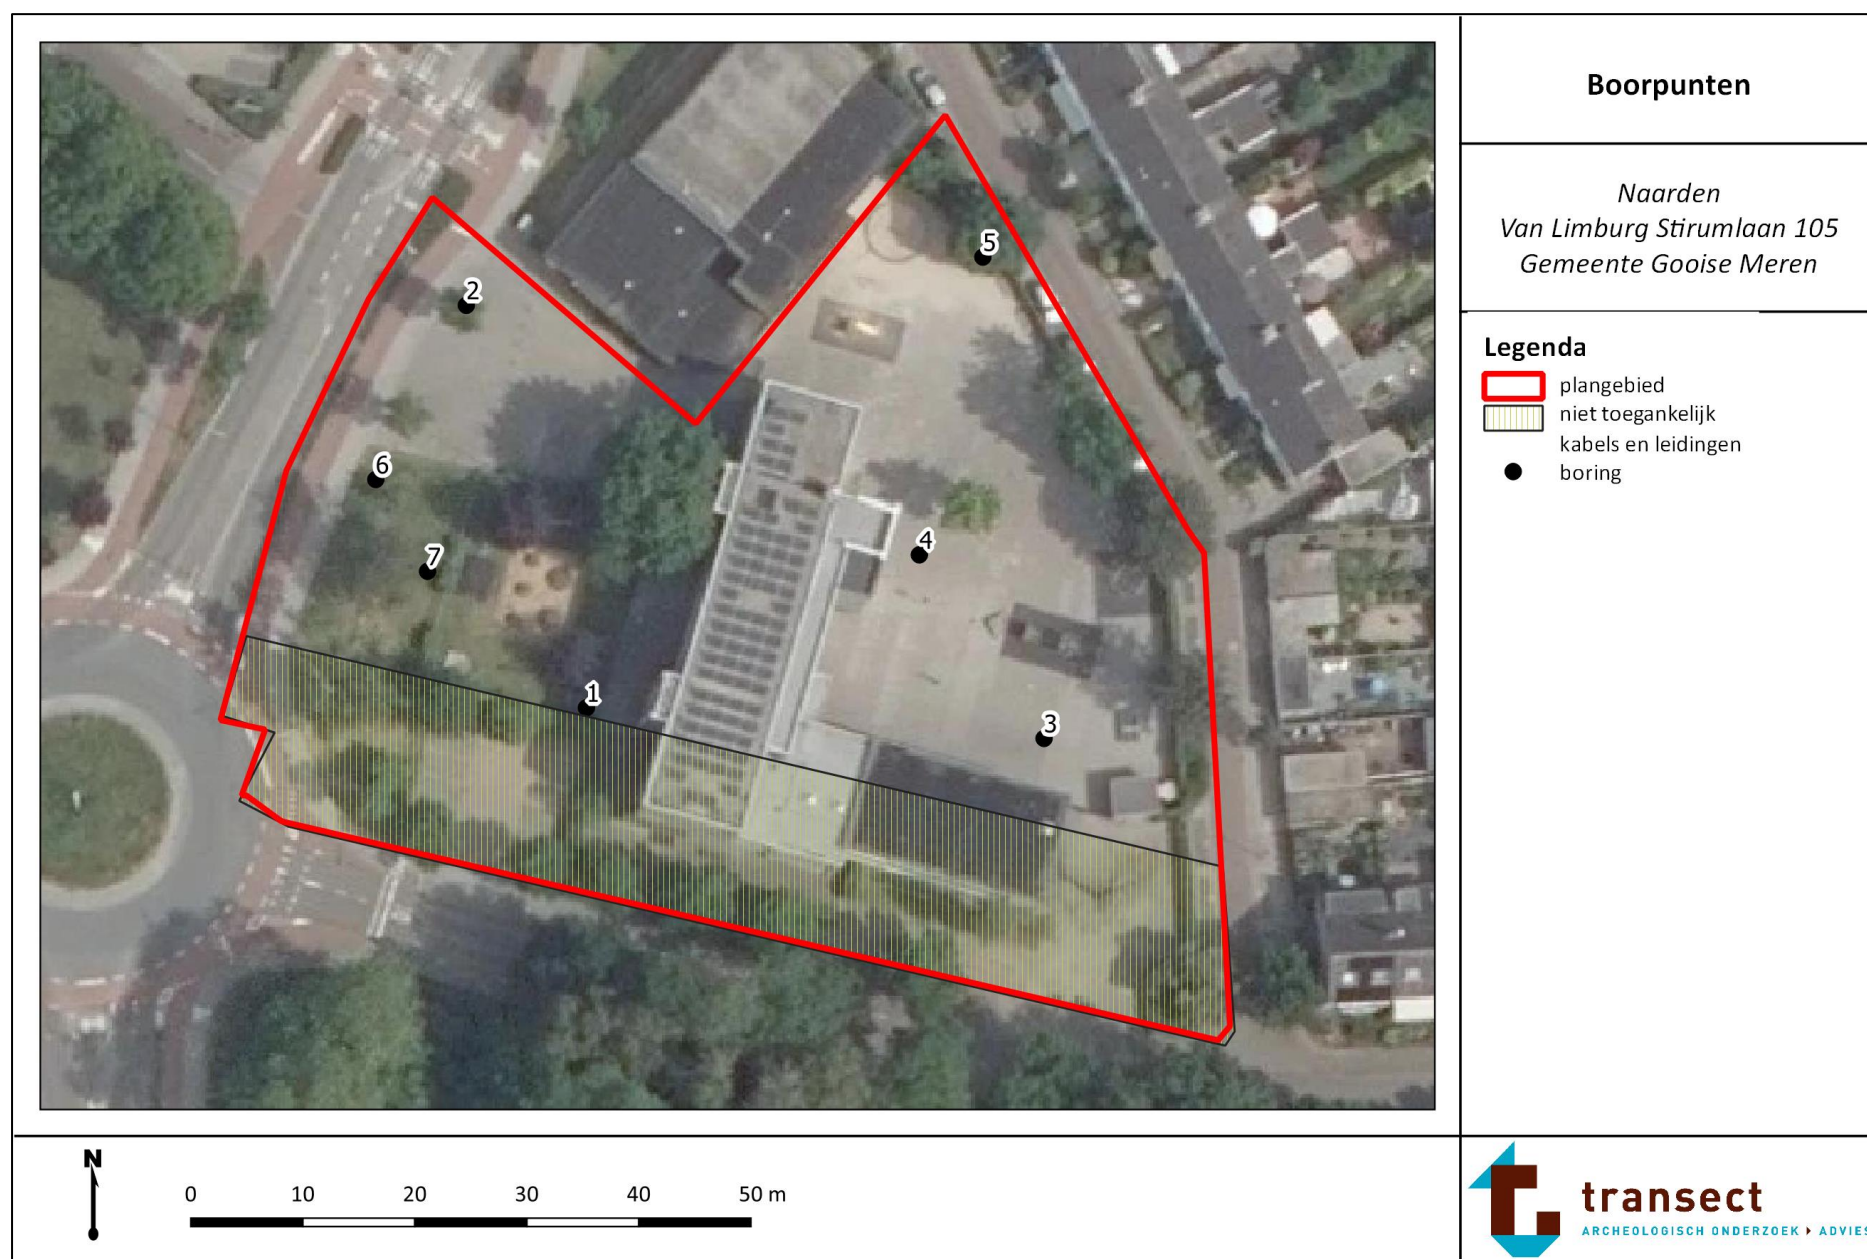 Boorpunten
Naarden
Van Limburg Stirumlaan 105
Gemeente Gooise Meren
Legenda
plangebied
niet toegankelijk
kabels en leidingen
boring
5
2
6
4
7
1
3
N
0 10 20 30 40 50 m
transect
ARCHEOLOGISCH ONDERZOEK ADVIES